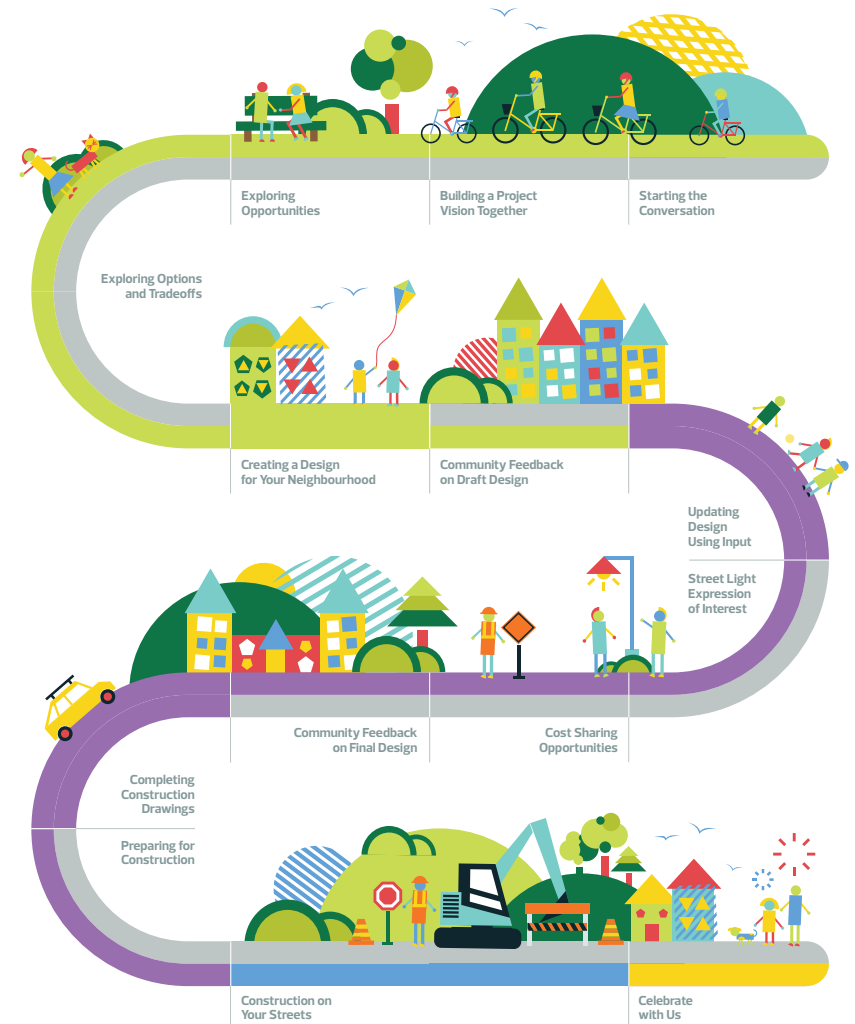 Exploring
Opportunities
Building a Project
Vision Together
Starting the
Conversation
Exploring Options
and Tradeoffs
Creating a Design
for Your Neighbourhood
Community Feedback
on Draft Design
Updating
Design
Using Input
Street Light
Expression
of Interest
Community Feedback
on Final Design
Cost Sharing
Opportunities
Completing
Construction
Drawings
Preparing for
Construction
Construction on
Your Streets
Celebrate
with Us